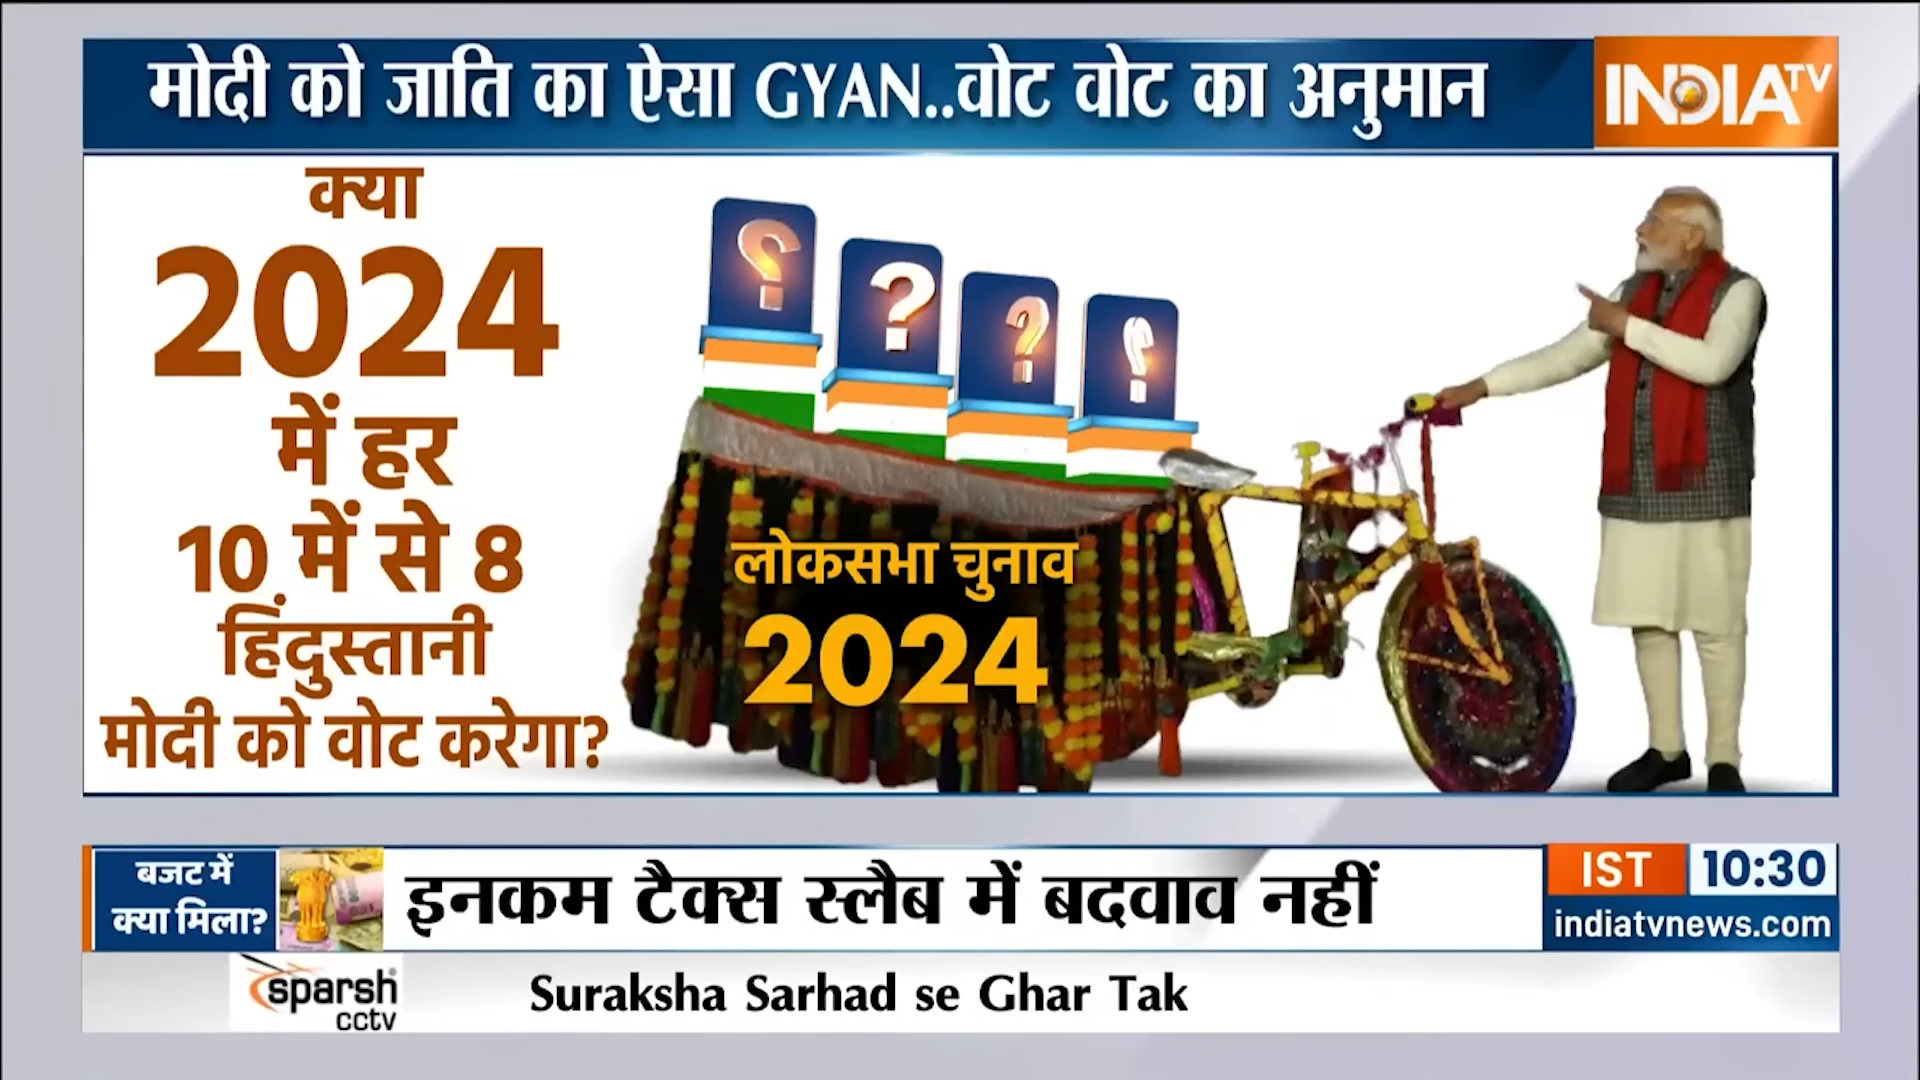 मोदी को जाति का ऐसा GYAN..वोट वोट का अनुमान
INDIA TV
क्या
2024
में हर
10 में से 8
हिंदुस्तानी
मोदी को वोट करेगा?
लोकसभा चुनाव
2024
बजट में
क्या मिला?
इनकम टैक्स स्लैब में बदवाव नहीं
IST 10:30
indiatvnews.com
sparsh
cctv
Suraksha Sarhad se Ghar Tak